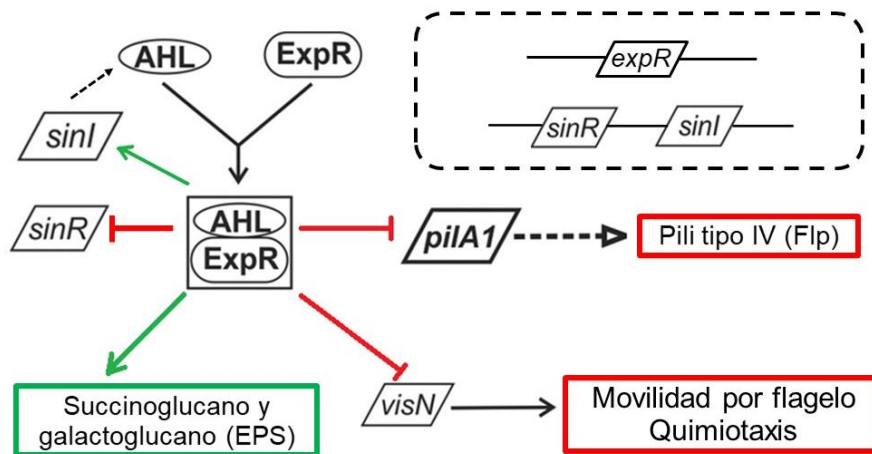 AHL
ExpR
expR
sinI
sinR
sinI
sinR
AHL
ExpR
pilA1
Pili tipo IV (Flp)
Succinoglucano y
galactoglucano (EPS)
visN
Movilidad por flagelo
Quimiotaxis